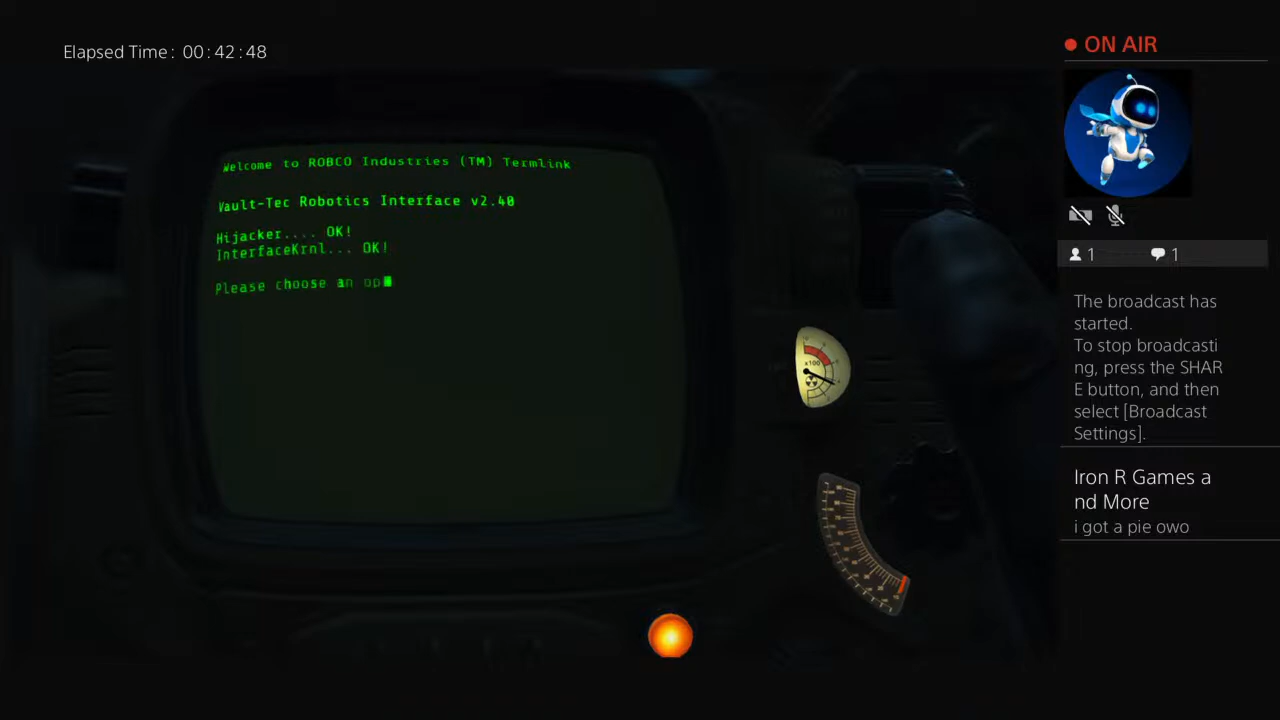 Elapsed Time: 00:42:48
Welcome to ROBCO Industries (TM) Termlink
Vault-Tec Robotics Interface v2.40
Hijacker.... OK!
InterfaceKrnl... OK!
Please choose an op
x100
ON AIR
1
1
The broadcast has
started.
To stop broadcasti
ng, press the SHAR
E button, and then
select [Broadcast
Settings].
Iron R Games a
nd More
i got a pie owo